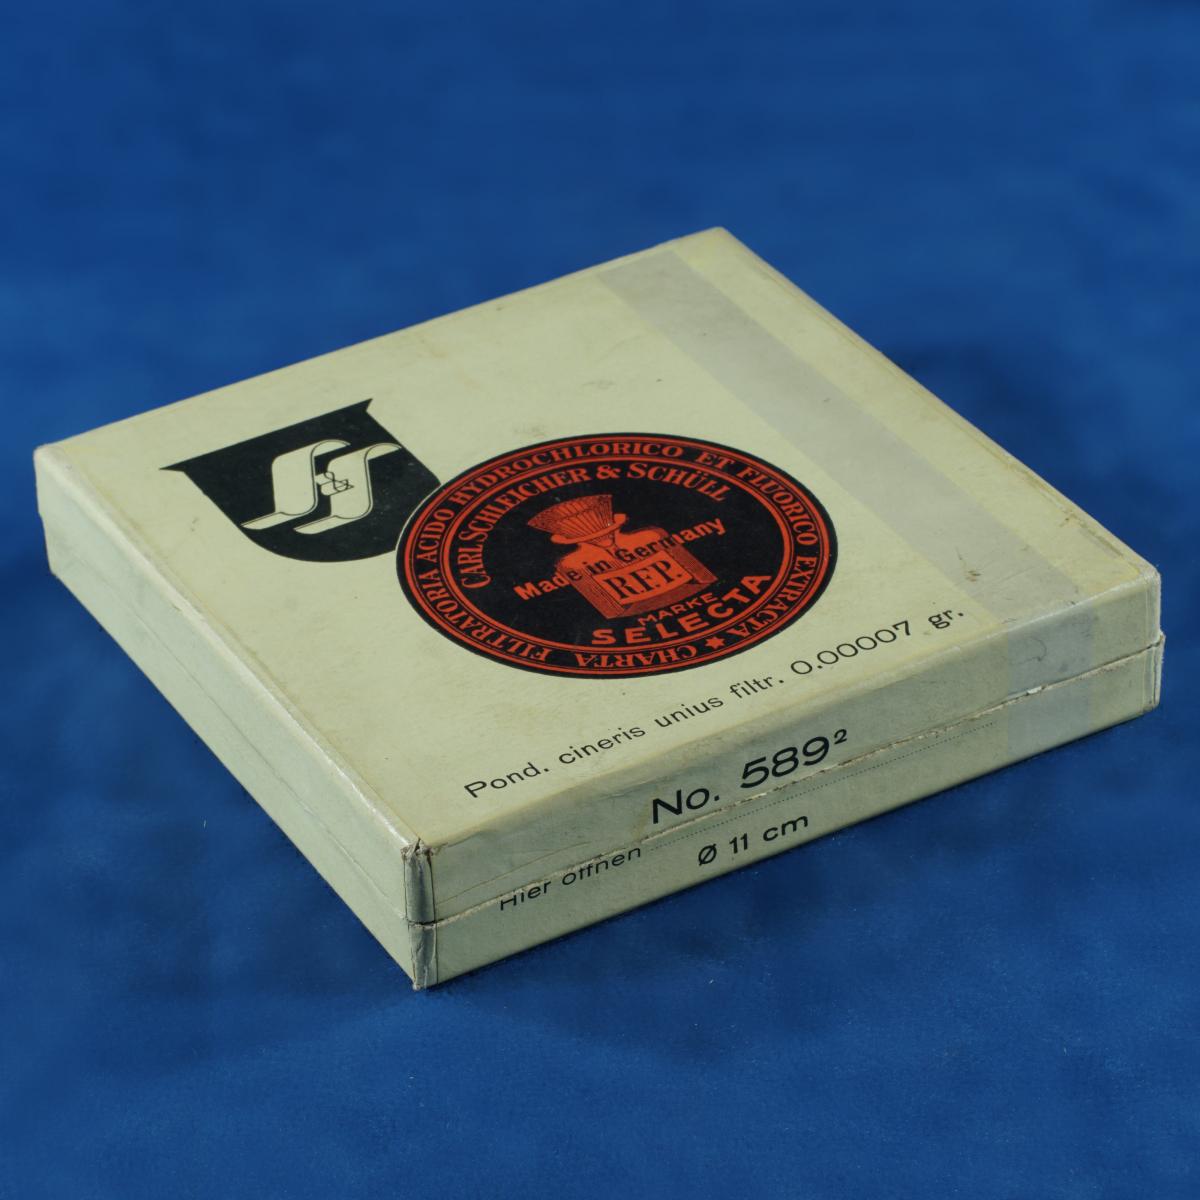 CHARTA FILTRATORIA ACIDO HYDROCHLORICO ET FLUORICO EXTRACTA ★
CARL SCHLEICHER & SCHÜLL
Made in Germany
R.F.P.
MARKE
SELECTA
Pond. cineris unius filtr. 0.00007 gr.
No. 589²
Hier öffnen
Ø 11 cm